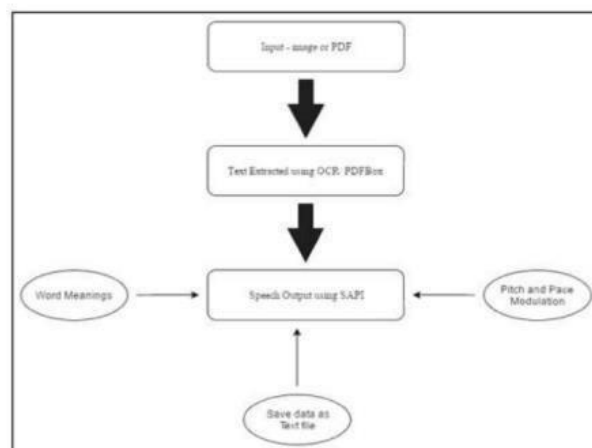 Input - image or PDF
Text Extracted using OCR PDFBox
Word Meanings
Speech Output using SAPI
Pitch and Pace
Modulation
Save data as
Text file